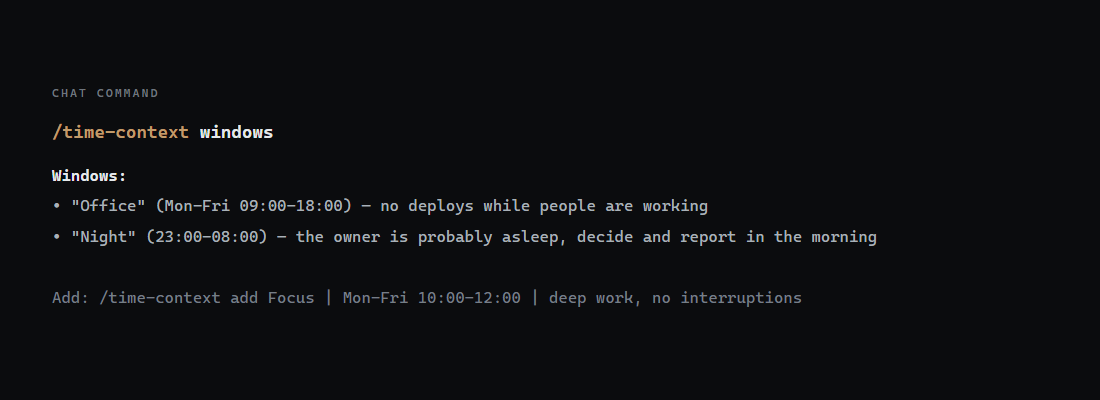 CHAT COMMAND
/time-context windows
Windows:
• "Office" (Mon-Fri 09:00-18:00) — no deploys while people are working
• "Night" (23:00-08:00) — the owner is probably asleep, decide and report in the morning
Add: /time-context add Focus | Mon-Fri 10:00-12:00 | deep work, no interruptions